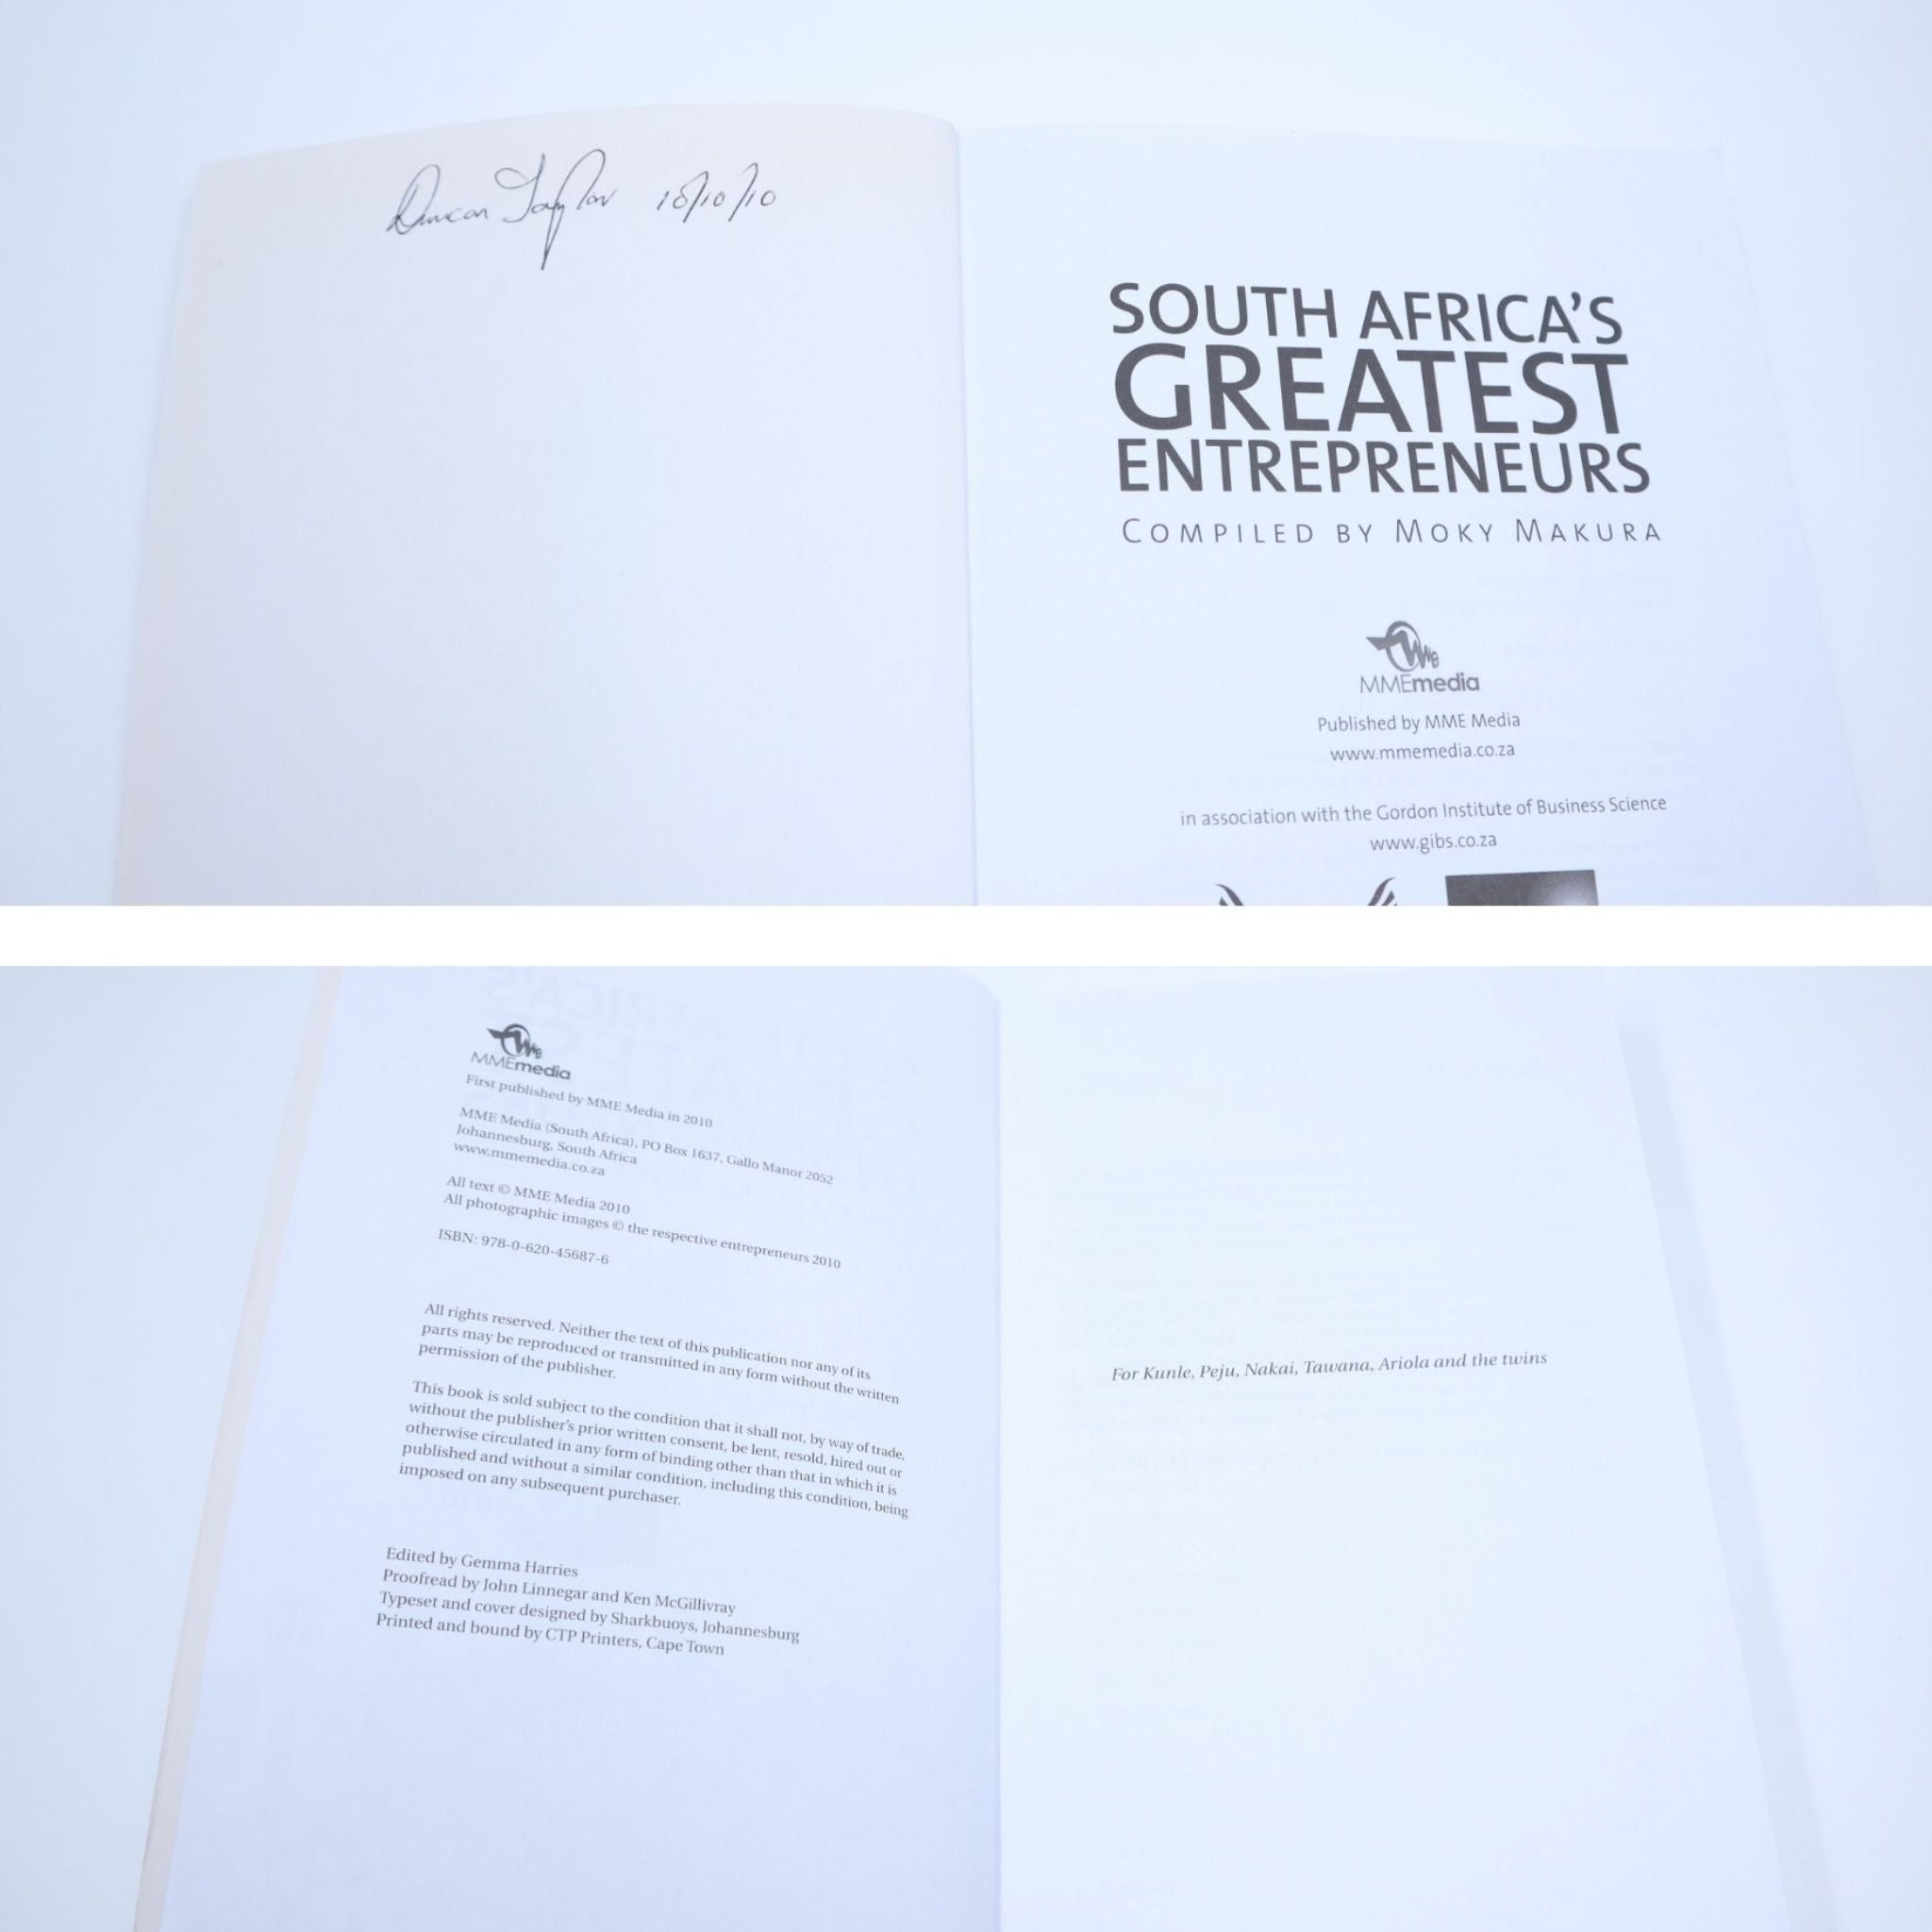 Duncan Taylor 18/10/10
SOUTH AFRICA'S
GREATEST
ENTREPRENEURS
COMPILED BY MOKY MAKURA
MMEmedia
Published by MME Media
www.mmemedia.co.za
in association with the Gordon Institute of Business Science
www.gibs.co.za
MMEmedia
First published by MME Media in 2010
MME Media (South Africa), PO Box 1637, Gallo Manor 2052
Johannesburg, South Africa
www.mmemedia.co.za
All text © MME Media 2010
All photographic images © the respective entrepreneurs 2010
ISBN: 978-0-620-45687-6
All rights reserved. Neither the text of this publication nor any of its
parts may be reproduced or transmitted in any form without the written
permission of the publisher.
This book is sold subject to the condition that it shall not, by way of trade,
without the publisher's prior written consent, be lent, resold, hired out or
otherwise circulated in any form of binding other than that in which it is
published and without a similar condition, including this condition, being
imposed on any subsequent purchaser.
Edited by Gemma Harries
Proofread by John Linnegar and Ken McGillivray
Typeset and cover designed by Sharkbuoys, Johannesburg
Printed and bound by CTP Printers, Cape Town
For Kunle, Peju, Nakai, Tawana, Ariola and the twins